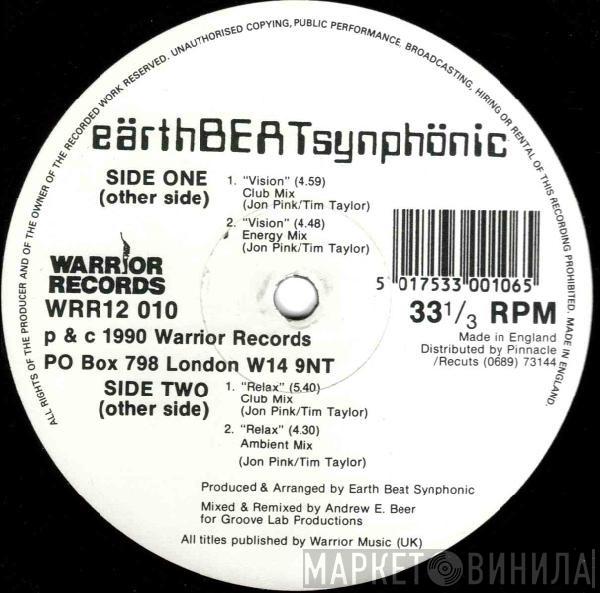 ALL RIGHTS OF THE PRODUCER AND OF THE OWNER OF THE RECORDED WORK RESERVED. UNAUTHORISED COPYING, PUBLIC PERFORMANCE, BROADCASTING, HIRING OR RENTAL OF THIS RECORDING PROHIBITED. MADE IN ENGLAND.
eärthBEATsynphönic
SIDE ONE
(other side)
1. "Vision" (4.59)
Club Mix
(Jon Pink/Tim Taylor)
2. "Vision" (4.48)
Energy Mix
(Jon Pink/Tim Taylor)
WARRIOR
RECORDS
WRR12 010
5 017533 001065
33 1/3 RPM
p & c 1990 Warrior Records
PO Box 798 London W14 9NT
Made in England
Distributed by Pinnacle
/Recuts (0689) 73144
SIDE TWO
(other side)
1. "Relax" (5.40)
Club Mix
(Jon Pink/Tim Taylor)
2. "Relax" (4.30)
Ambient Mix
(Jon Pink/Tim Taylor)
Produced & Arranged by Earth Beat Synphonic
Mixed & Remixed by Andrew E. Beer
for Groove Lab Productions
All titles published by Warrior Music (UK)
МАРКЕТ ВИНИЛА